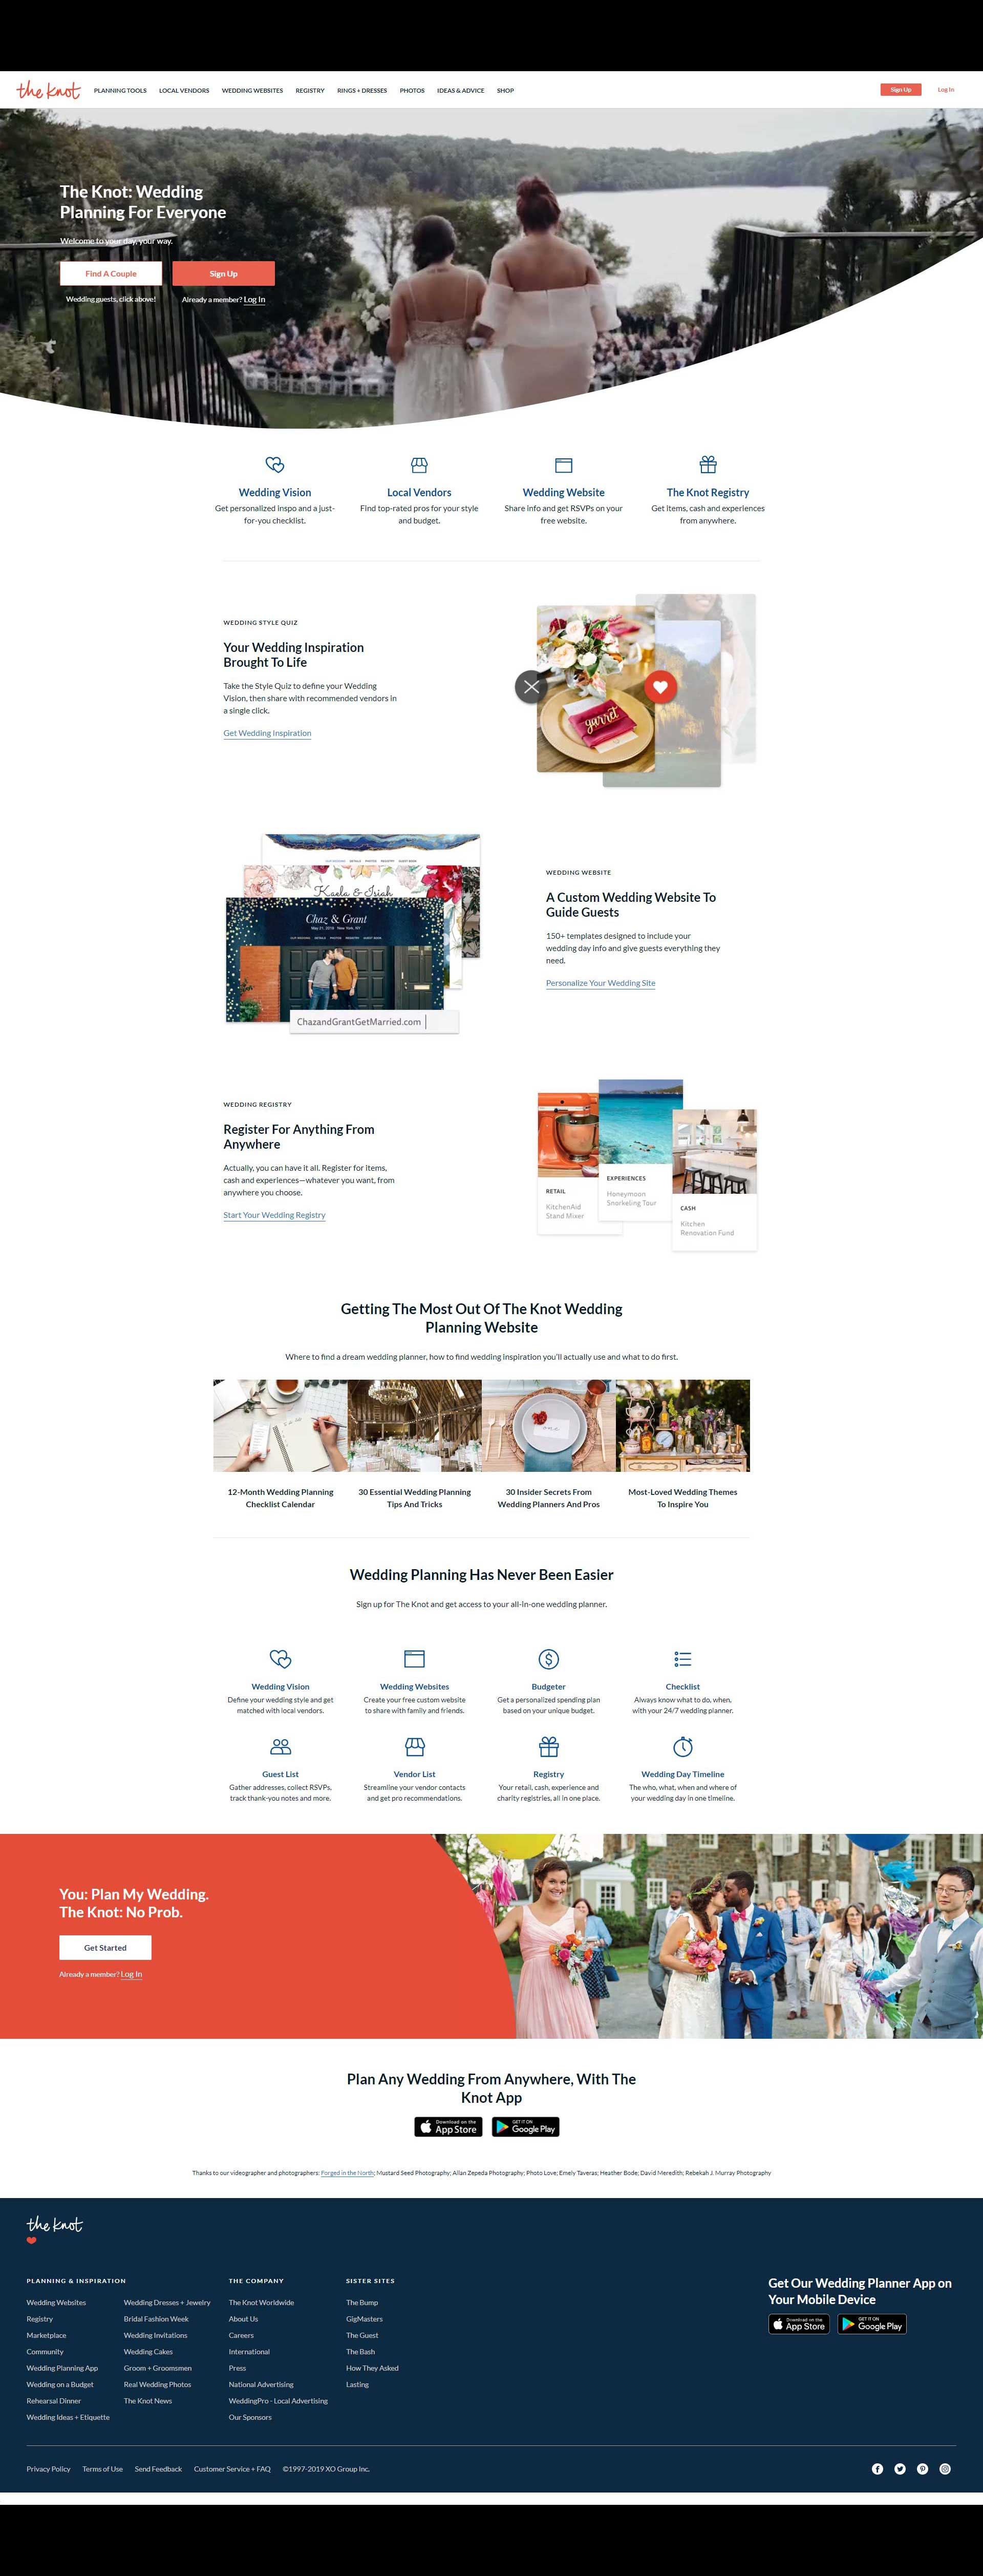 the knot
PLANNING TOOLS LOCAL VENDORS WEDDING WEBSITES REGISTRY RINGS + DRESSES PHOTOS IDEAS & ADVICE SHOP
Sign Up Log In
The Knot: Wedding
Planning For Everyone
Welcome to your day, your way.
Find A Couple Sign Up
Wedding guests, click above! Already a member? Log In
Wedding Vision
Get personalized inspo and a just-
for-you checklist.
Local Vendors
Find top-rated pros for your style
and budget.
Wedding Website
Share info and get RSVPs on your
free website.
The Knot Registry
Get items, cash and experiences
from anywhere.
WEDDING STYLE QUIZ
Your Wedding Inspiration
Brought To Life
Take the Style Quiz to define your Wedding
Vision, then share with recommended vendors in
a single click.
Get Wedding Inspiration
garret
OUR WEDDING DETAILS PHOTOS REGISTRY GUEST BOOK
Kaela & Isiah
Chaz & Grant
May 21, 2019 New York, NY
OUR WEDDING DETAILS PHOTOS REGISTRY GUEST BOOK
ChazandGrantGetMarried.com
WEDDING WEBSITE
A Custom Wedding Website To
Guide Guests
150+ templates designed to include your
wedding day info and give guests everything they
need.
Personalize Your Wedding Site
WEDDING REGISTRY
Register For Anything From
Anywhere
Actually, you can have it all. Register for items,
cash and experiences—whatever you want, from
anywhere you choose.
Start Your Wedding Registry
RETAIL
KitchenAid
Stand Mixer
EXPERIENCES
Honeymoon
Snorkeling Tour
CASH
Kitchen
Renovation Fund
Getting The Most Out Of The Knot Wedding
Planning Website
Where to find a dream wedding planner, how to find wedding inspiration you'll actually use and what to do first.
12-Month Wedding Planning
Checklist Calendar
30 Essential Wedding Planning
Tips And Tricks
30 Insider Secrets From
Wedding Planners And Pros
Most-Loved Wedding Themes
To Inspire You
Wedding Planning Has Never Been Easier
Sign up for The Knot and get access to your all-in-one wedding planner.
Wedding Vision
Define your wedding style and get
matched with local vendors.
Wedding Websites
Create your free custom website
to share with family and friends.
Budgeter
Get a personalized spending plan
based on your unique budget.
Checklist
Always know what to do, when,
with your 24/7 wedding planner.
Guest List
Gather addresses, collect RSVPs,
track thank-you notes and more.
Vendor List
Streamline your vendor contacts
and get pro recommendations.
Registry
Your retail, cash, experience and
charity registries, all in one place.
Wedding Day Timeline
The who, what, when and where of
your wedding day in one timeline.
You: Plan My Wedding.
The Knot: No Prob.
Get Started
Already a member? Log In
Plan Any Wedding From Anywhere, With The
Knot App
Download on the App Store
GET IT ON Google Play
Thanks to our videographer and photographers: Forged in the North; Mustard Seed Photography; Allan Zepeda Photography; Photo Love; Emely Taveras; Heather Bode; David Meredith; Rebekah J. Murray Photography
the knot
PLANNING & INSPIRATION
Wedding Websites
Registry
Marketplace
Community
Wedding Planning App
Wedding on a Budget
Rehearsal Dinner
Wedding Ideas + Etiquette
Wedding Dresses + Jewelry
Bridal Fashion Week
Wedding Invitations
Wedding Cakes
Groom + Groomsmen
Real Wedding Photos
The Knot News
THE COMPANY
The Knot Worldwide
About Us
Careers
International
Press
National Advertising
WeddingPro - Local Advertising
Our Sponsors
SISTER SITES
The Bump
GigMasters
The Guest
The Bash
How They Asked
Lasting
Get Our Wedding Planner App on
Your Mobile Device
Download on the App Store
GET IT ON Google Play
Privacy Policy Terms of Use Send Feedback Customer Service + FAQ ©1997-2019 XO Group Inc.